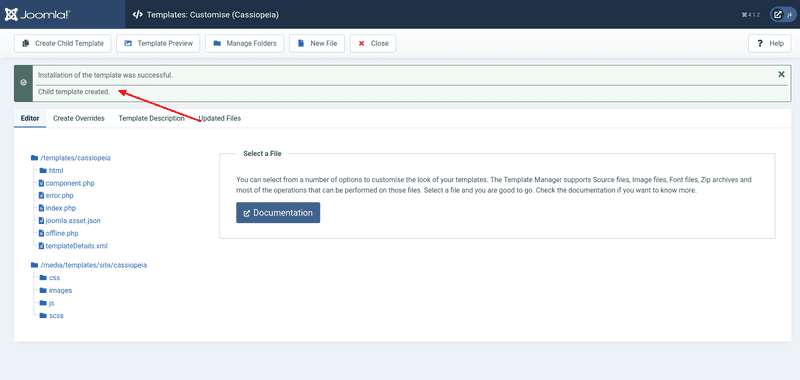 Joomla!® Templates: Customise (Cassiopeia) 4.1.2 j4
Create Child Template Template Preview Manage Folders New File Close ? Help
Installation of the template was successful.
Child template created.
Editor Create Overrides Template Description Updated Files
/templates/cassiopeia
html
component.php
error.php
index.php
joomla.asset.json
offline.php
templateDetails.xml
/media/templates/site/cassiopeia
css
images
js
scss
Select a File
You can select from a number of options to customise the look of your templates. The Template Manager supports Source files, Image files, Font files, Zip archives and
most of the operations that can be performed on those files. Select a file and you are good to go. Check the documentation if you want to know more.
Documentation